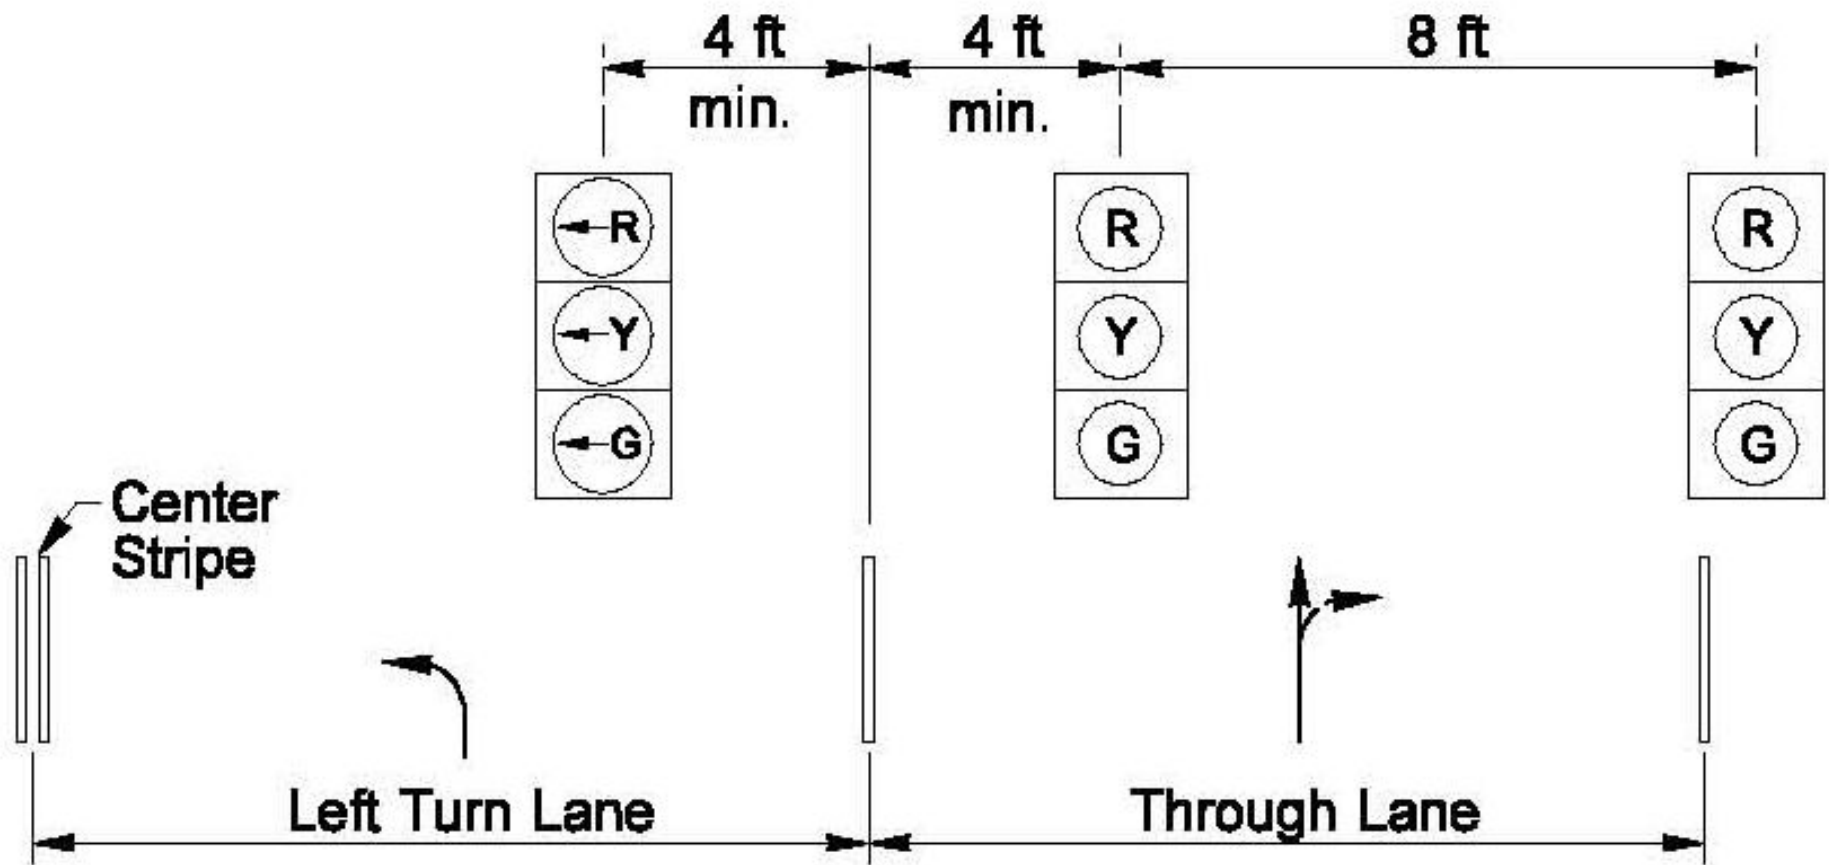 4 ft
min.
4 ft
min.
8 ft
R
Y
G
R
Y
G
R
Y
G
Center
Stripe
Left Turn Lane
Through Lane